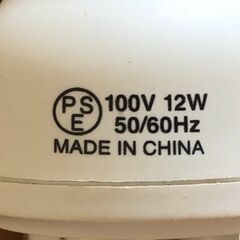 PSE 100V 12W
50/60Hz
MADE IN CHINA